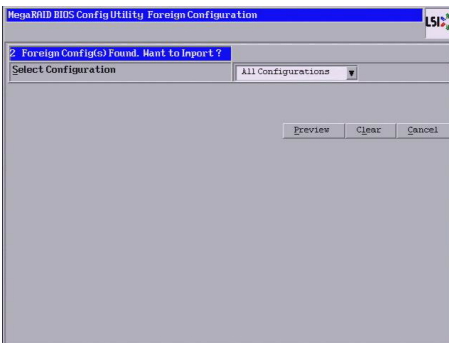 MegaRAID BIOS Config Utility Foreign Configuration
LSI
2 Foreign Config(s) Found. Want to Import ?
Select Configuration
All Configurations
Preview Clear Cancel